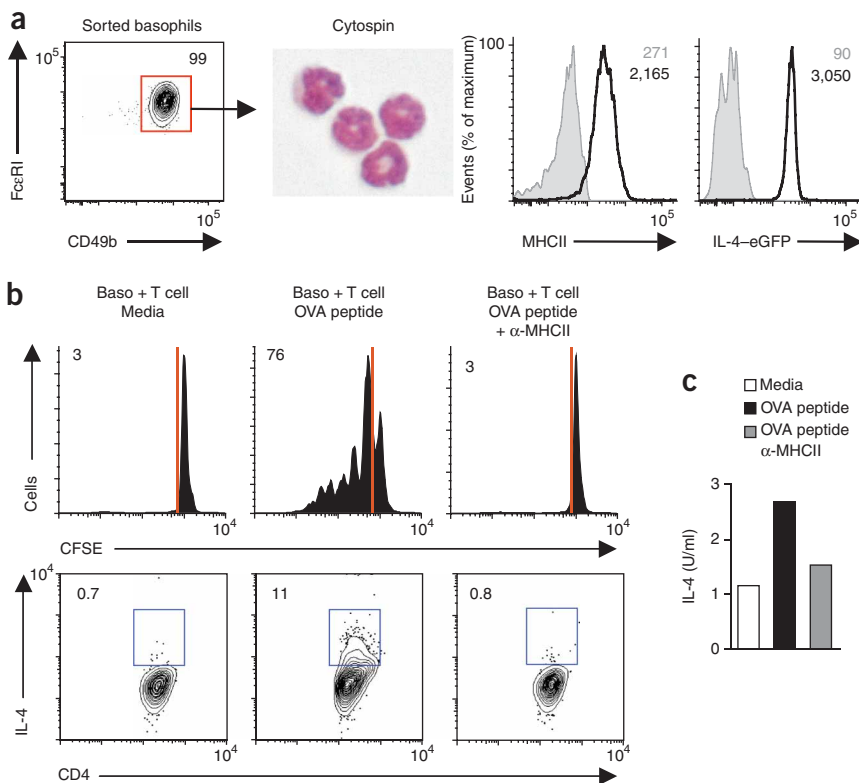 a
Sorted basophils
Cytospin
10⁵
99
FcεRI
10⁵
CD49b
Events (% of maximum)
100
271
2,165
10⁵
MHCII
90
3,050
10⁵
IL-4–eGFP
b
Baso + T cell
Media
Baso + T cell
OVA peptide
Baso + T cell
OVA peptide
+ α-MHCII
Cells
3
10⁴
76
10⁴
3
10⁴
CFSE
IL-4
10⁴
0.7
10⁴
11
10⁴
0.8
10⁴
CD4
c
Media
OVA peptide
OVA peptide
α-MHCII
IL-4 (U/ml)
3
2
1
0